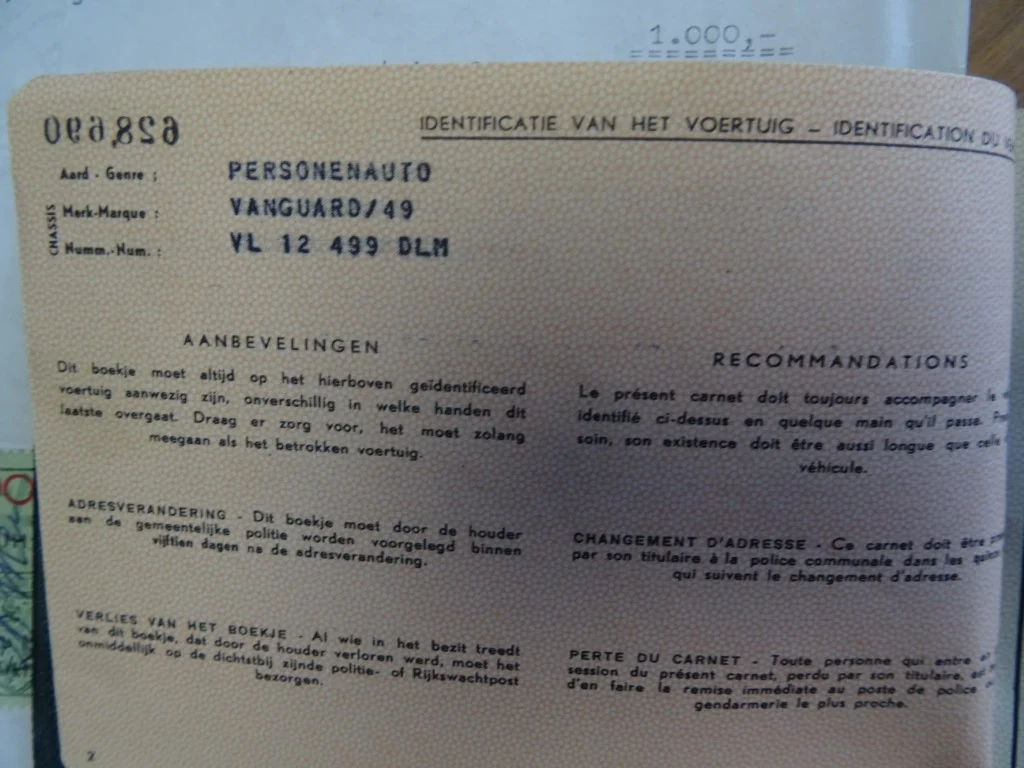 1.000,-
628,690
IDENTIFICATIE VAN HET VOERTUIG – IDENTIFICATION DU
Aard - Genre :
PERSONENAUTO
CHASSIS
Merk-Marque :
VANGUARD/49
Numm.-Num. :
VL 12 499 DLM
AANBEVELINGEN
Dit boekje moet altijd op het hierboven geïdentificeerd
voertuig aanwezig zijn, onverschillig in welke handen dit
laatste overgaat. Draag er zorg voor, het moet zolang
meegaan als het betrokken voertuig.
ADRESVERANDERING - Dit boekje moet door de houder
aan de gemeentelijke politie worden voorgelegd binnen
vijftien dagen na de adresverandering.
VERLIES VAN HET BOEKJE - Al wie in het bezit treedt
van dit boekje, dat door de houder verloren werd, moet het
onmiddellijk op de dichtstbij zijnde politie- of Rijkswachtpost
bezorgen.
RECOMMANDATIONS
Le présent carnet doit toujours accompagner le
identifié ci-dessus en quelque main qu'il passe.
soin, son existence doit être aussi longue que celle
véhicule.
CHANGEMENT D'ADRESSE - Ce carnet doit être
par son titulaire à la police communale dans les
qui suivent le changement d'adresse.
PERTE DU CARNET - Toute personne qui entre
session du présent carnet, perdu par son titulaire,
d'en faire la remise immédiate au poste de police
gendarmerie le plus proche.
2